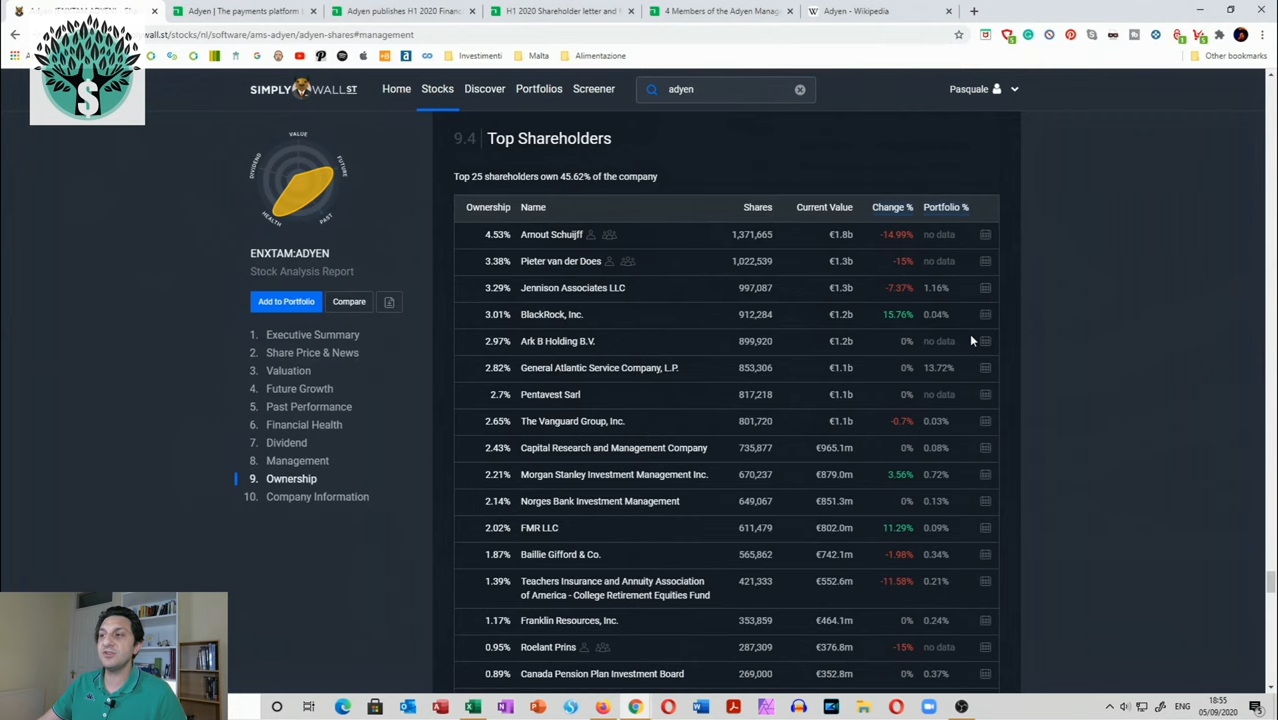 Adyen (ENXTAM:ADYEN) - Sha
Adyen | The payments platform b
Adyen publishes H1 2020 Financ
H1 2020 Shareholder letter and F
4 Members of the Ady Manage
Adyen - Wikipedia
wall.st/stocks/nl/software/ams-adyen/adyen-shares#management
Investimenti
Malta
Alimentazione
Other bookmarks
$
SIMPLY WALL ST
Home
Stocks
Discover
Portfolios
Screener
adyen
Pasquale
VALUE
FUTURE
PAST
HEALTH
DIVIDEND
ENXTAM:ADYEN
Stock Analysis Report
Add to Portfolio
Compare
1. Executive Summary
2. Share Price & News
3. Valuation
4. Future Growth
5. Past Performance
6. Financial Health
7. Dividend
8. Management
9. Ownership
10. Company Information
9.4 Top Shareholders
Top 25 shareholders own 45.62% of the company
Ownership Name Shares Current Value Change % Portfolio %
4.53% Arnout Schuijff 1,371,665 €1.8b -14.99% no data
3.38% Pieter van der Does 1,022,539 €1.3b -15% no data
3.29% Jennison Associates LLC 997,087 €1.3b -7.37% 1.16%
3.01% BlackRock, Inc. 912,284 €1.2b 15.76% 0.04%
2.97% Ark B Holding B.V. 899,920 €1.2b 0% no data
2.82% General Atlantic Service Company, L.P. 853,306 €1.1b 0% 13.72%
2.7% Pentavest Sarl 817,218 €1.1b 0% no data
2.65% The Vanguard Group, Inc. 801,720 €1.1b -0.7% 0.03%
2.43% Capital Research and Management Company 735,877 €965.1m 0% 0.08%
2.21% Morgan Stanley Investment Management Inc. 670,237 €879.0m 3.56% 0.72%
2.14% Norges Bank Investment Management 649,067 €851.3m 0% 0.13%
2.02% FMR LLC 611,479 €802.0m 11.29% 0.09%
1.87% Baillie Gifford & Co. 565,862 €742.1m -1.98% 0.34%
1.39% Teachers Insurance and Annuity Association 421,333 €552.6m -11.58% 0.21%
of America - College Retirement Equities Fund
1.17% Franklin Resources, Inc. 353,859 €464.1m 0% 0.24%
0.95% Roelant Prins 287,309 €376.8m -15% no data
0.89% Canada Pension Plan Investment Board 269,000 €352.8m 0% 0.37%
ENG
18:55
05/09/2020